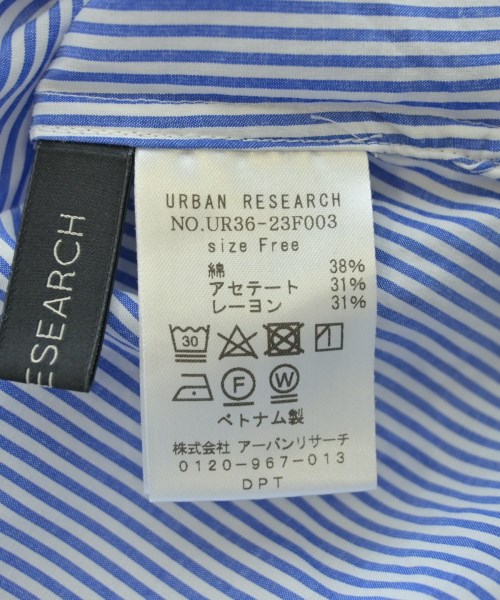 URBAN RESEARCH
NO.UR36-23F003
size Free
綿 38%
アセテート 31%
レーヨン 31%
30
F W
ベトナム製
株式会社 アーバンリサーチ
0120-967-013
DPT
ESEARCH